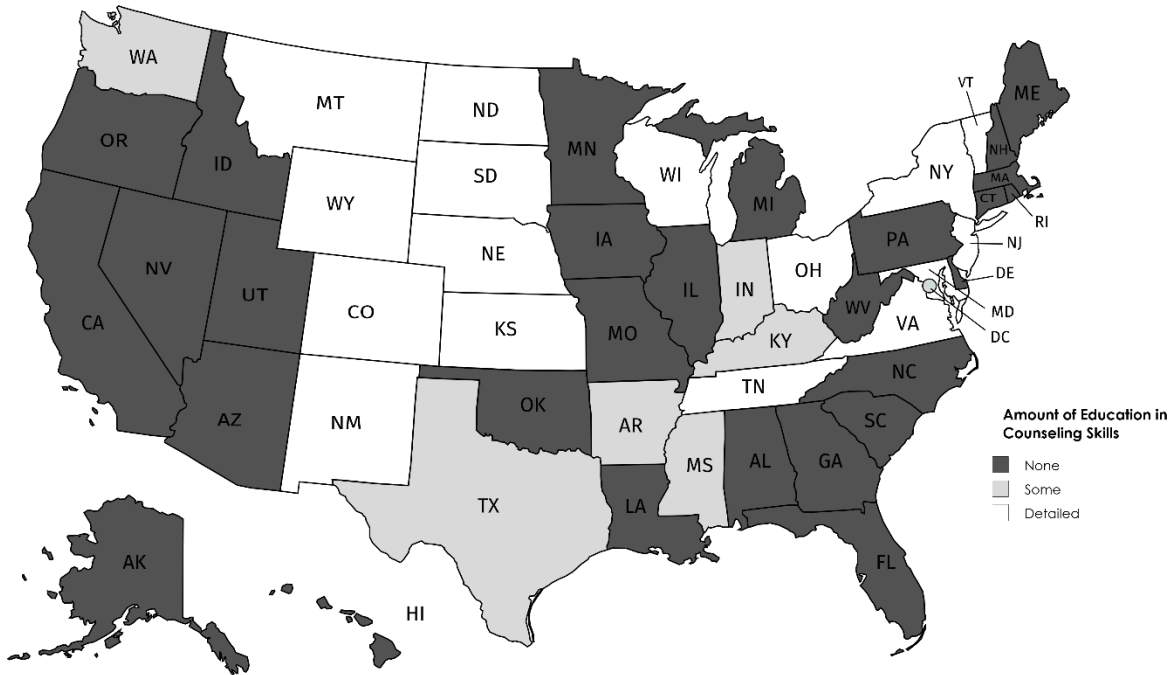 WA
MT
ND
MN
VT
ME
OR
ID
SD
WI
NY
NH
MA
CT
RI
WY
MI
IA
NE
PA
NJ
NV
UT
CO
KS
IL
IN
OH
DE
MD
DC
CA
MO
WV
VA
KY
AZ
NM
OK
AR
TN
NC
SC
MS
AL
GA
TX
LA
FL
AK
HI
Amount of Education in
Counseling Skills
None
Some
Detailed